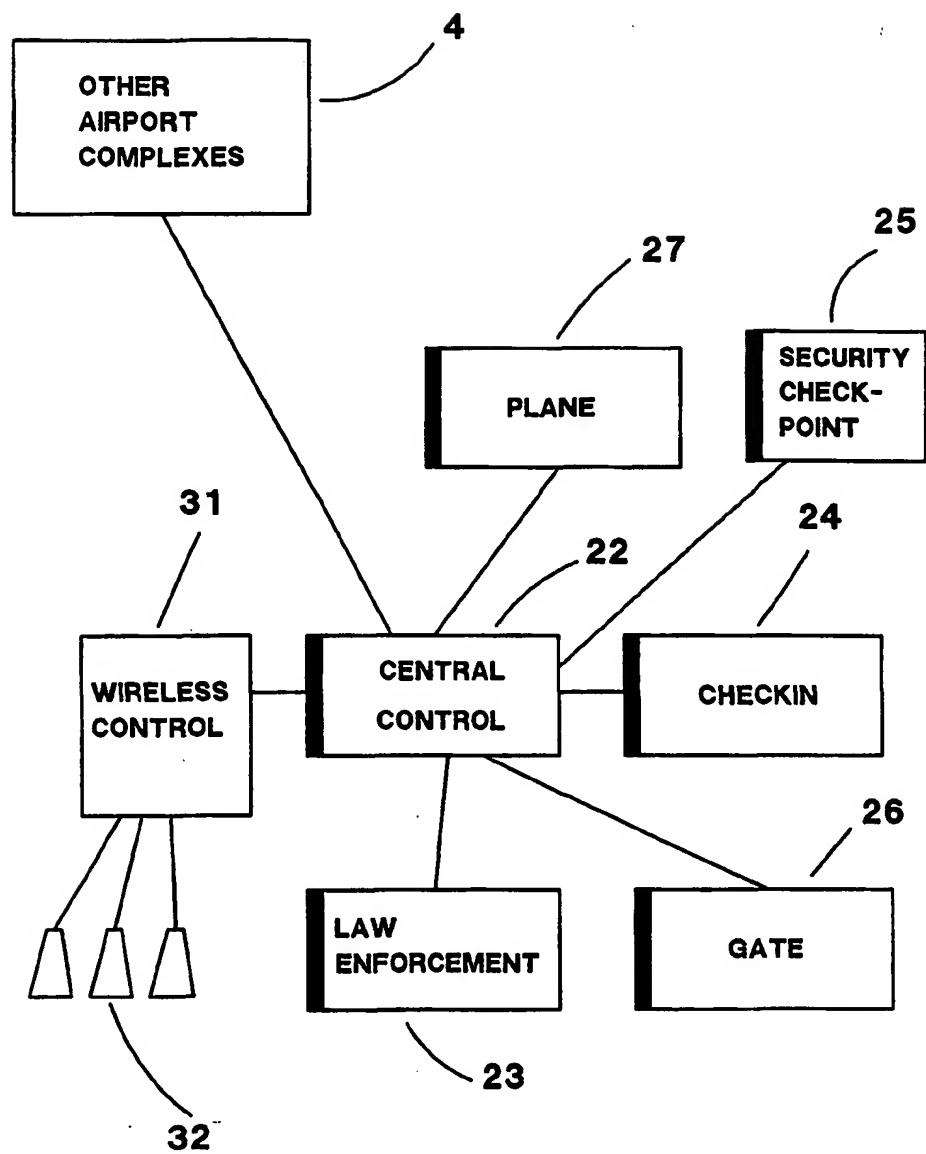 4
OTHER
AIRPORT
COMPLEXES
25
27
SECURITY
CHECK-
POINT
PLANE
31
24
22
WIRELESS
CONTROL
CENTRAL
CONTROL
CHECKIN
26
LAW
ENFORCEMENT
GATE
23
32